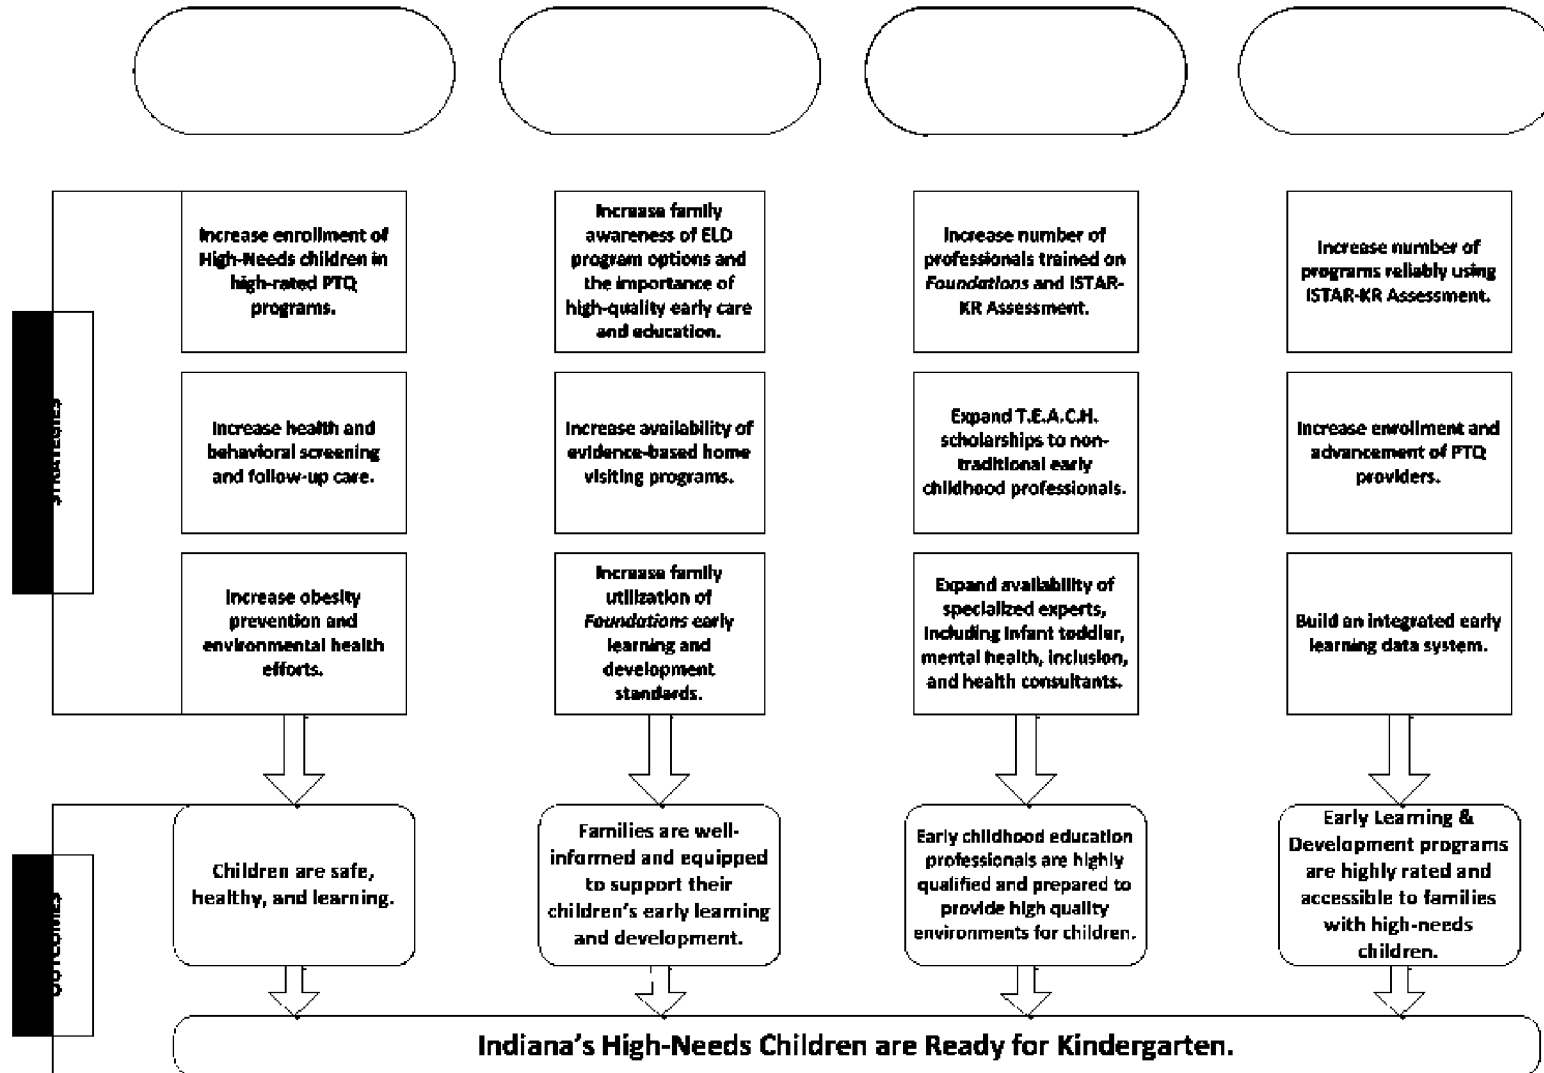 Increase enrollment of
High-Needs children in
high-rated PTQ
programs.
Increase family
awareness of ELD
program options and
the importance of
high-quality early care
and education.
Increase number of
professionals trained on
Foundations and ISTAR-
KR Assessment.
Increase number of
programs reliably using
ISTAR-KR Assessment.
STRATEGIES
Increase health and
behavioral screening
and follow-up care.
Increase availability of
evidence-based home
visiting programs.
Expand T.E.A.C.H.
scholarships to non-
traditional early
childhood professionals.
Increase enrollment and
advancement of PTQ
providers.
Increase obesity
prevention and
environmental health
efforts.
Increase family
utilization of
Foundations early
learning and
development
standards.
Expand availability of
specialized experts,
including infant toddler,
mental health, inclusion,
and health consultants.
Build an integrated early
learning data system.
OUTCOMES
Children are safe,
healthy, and learning.
Families are well-
informed and equipped
to support their
children's early learning
and development.
Early childhood education
professionals are highly
qualified and prepared to
provide high quality
environments for children.
Early Learning &
Development programs
are highly rated and
accessible to families
with high-needs
children.
Indiana's High-Needs Children are Ready for Kindergarten.